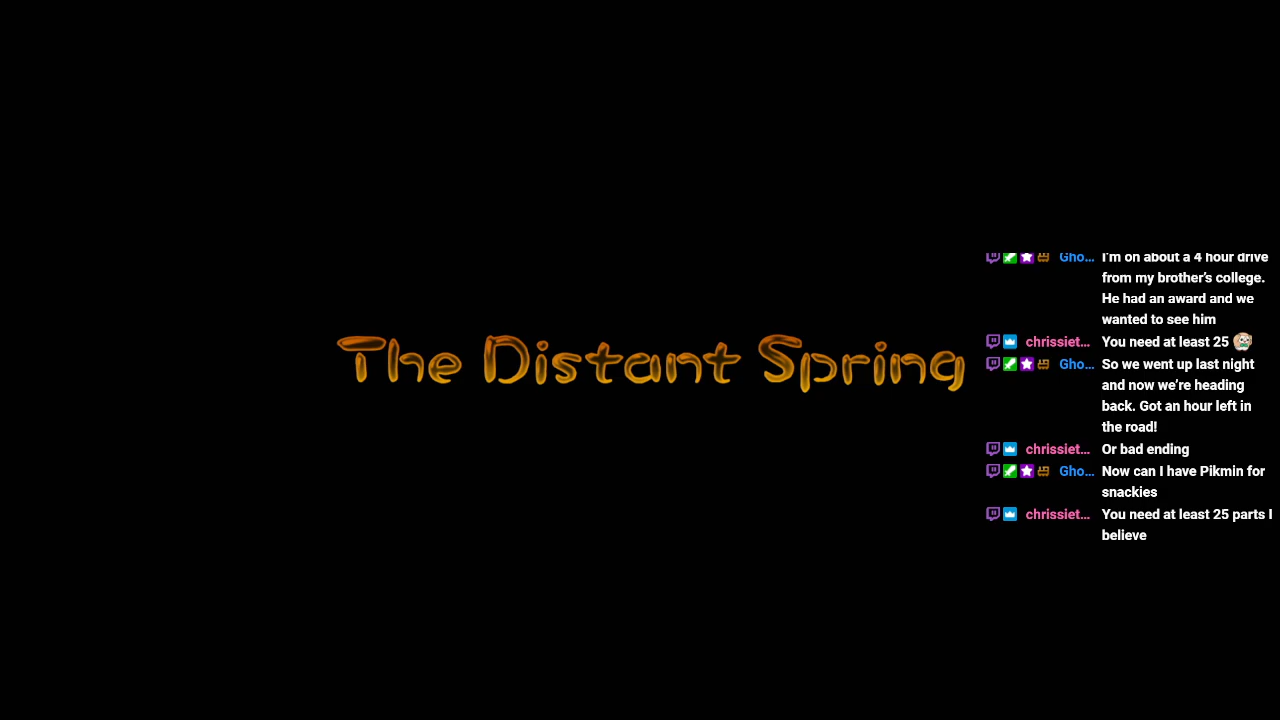 The Distant Spring
Gho... I'm on about a 4 hour drive
from my brother's college.
He had an award and we
wanted to see him
chrissiet... You need at least 25
Gho... So we went up last night
and now we're heading
back. Got an hour left in
the road!
chrissiet... Or bad ending
Gho... Now can I have Pikmin for
snackies
chrissiet... You need at least 25 parts I
believe